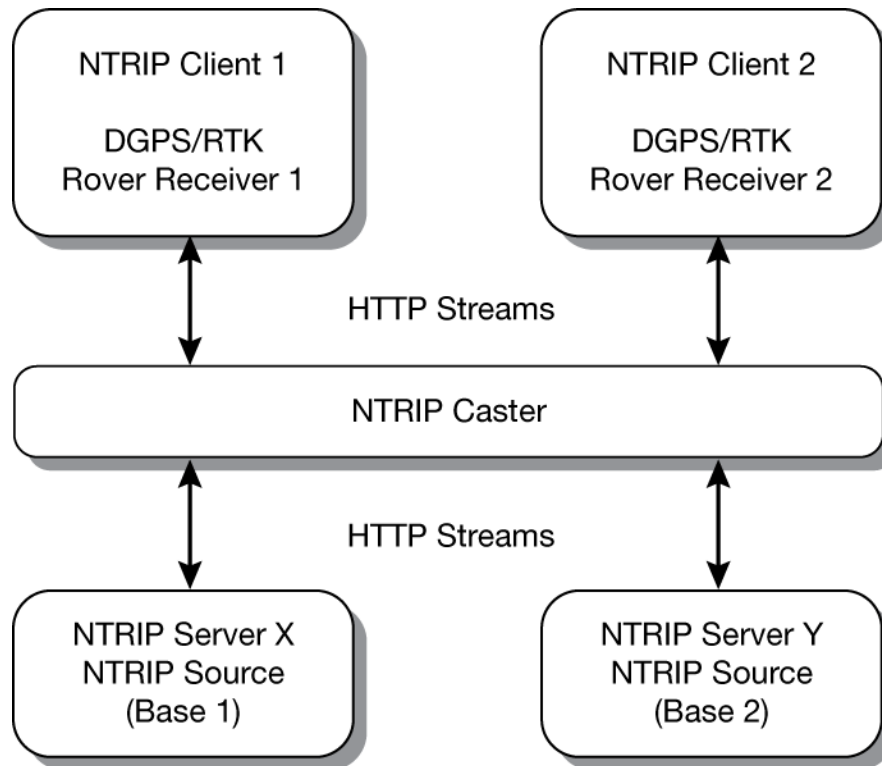 NTRIP Client 1
DGPS/RTK
Rover Receiver 1
NTRIP Client 2
DGPS/RTK
Rover Receiver 2
HTTP Streams
NTRIP Caster
HTTP Streams
NTRIP Server X
NTRIP Source
(Base 1)
NTRIP Server Y
NTRIP Source
(Base 2)